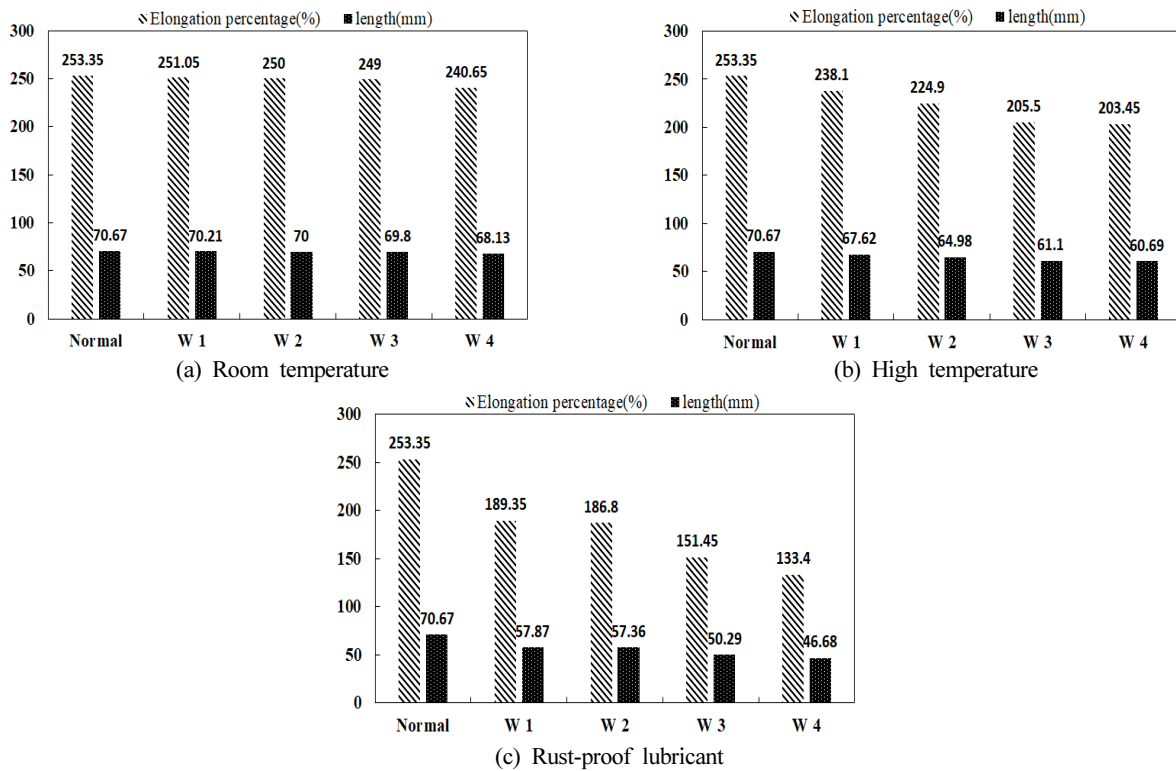 Elongation percentage(%) length(mm)
300
250
200
150
100
50
0
253.35 251.05 250 249 240.65
70.67 70.21 70 69.8 68.13
Normal W 1 W 2 W 3 W 4
(a) Room temperature
Elongation percentage(%) length(mm)
300
250
200
150
100
50
0
253.35 238.1 224.9 205.5 203.45
70.67 67.62 64.98 61.1 60.69
Normal W 1 W 2 W 3 W 4
(b) High temperature
Elongation percentage(%) length(mm)
300
250
200
150
100
50
0
253.35 189.35 186.8 151.45 133.4
70.67 57.87 57.36 50.29 46.68
Normal W 1 W 2 W 3 W 4
(c) Rust-proof lubricant